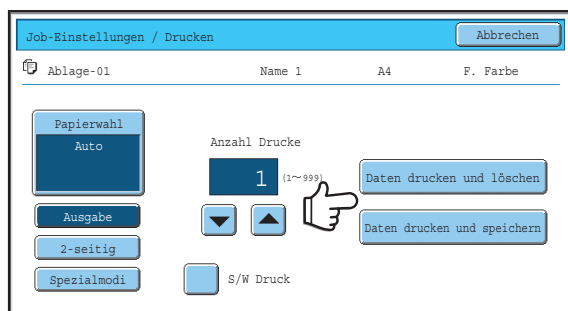 Job-Einstellungen / Drucken
Abbrechen
Ablage-01 Name 1 A4 F. Farbe
Papierwahl
Auto
Anzahl Drucke
1 (1~999)
Daten drucken und löschen
Ausgabe
Daten drucken und speichern
2-seitig
Spezialmodi
S/W Druck